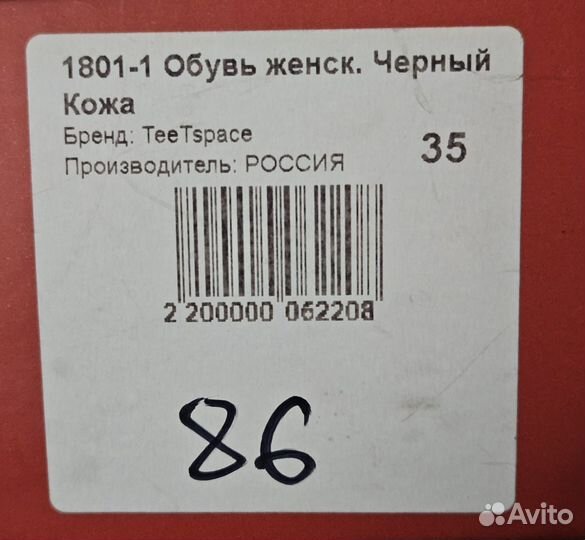 1801-1 Обувь женск. Черный
Кожа
Бренд: TeeTspace
Производитель: РОССИЯ
35
2 200000 062208
86
Avito